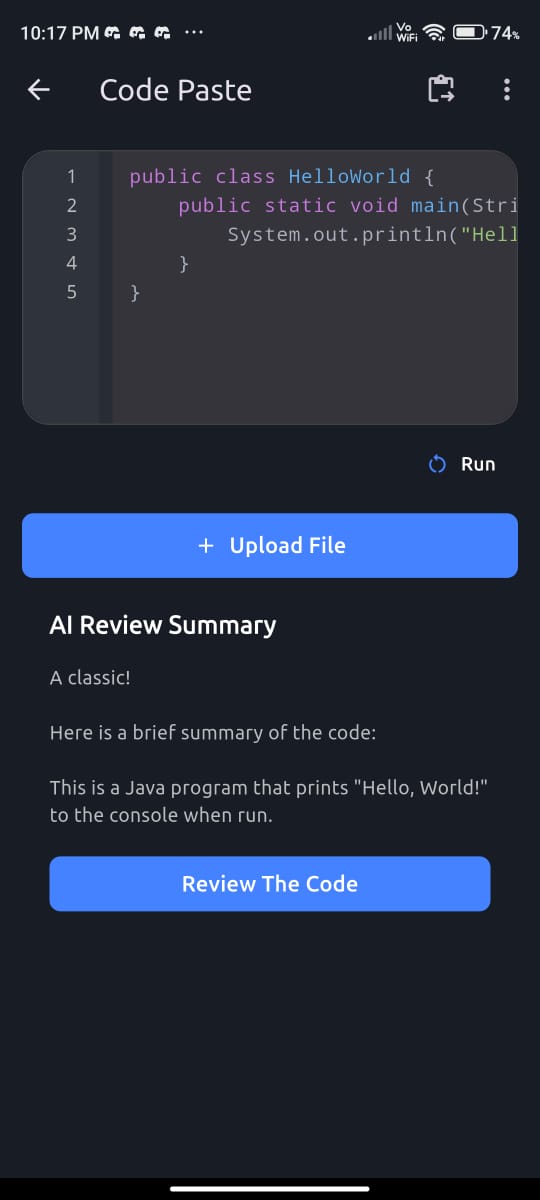 10:17 PM ... Vo WiFi 74%
Code Paste
1 public class HelloWorld {
2 public static void main(Stri
3 System.out.println("Hell
4 }
5 }
Run
+ Upload File
AI Review Summary
A classic!
Here is a brief summary of the code:
This is a Java program that prints "Hello, World!"
to the console when run.
Review The Code